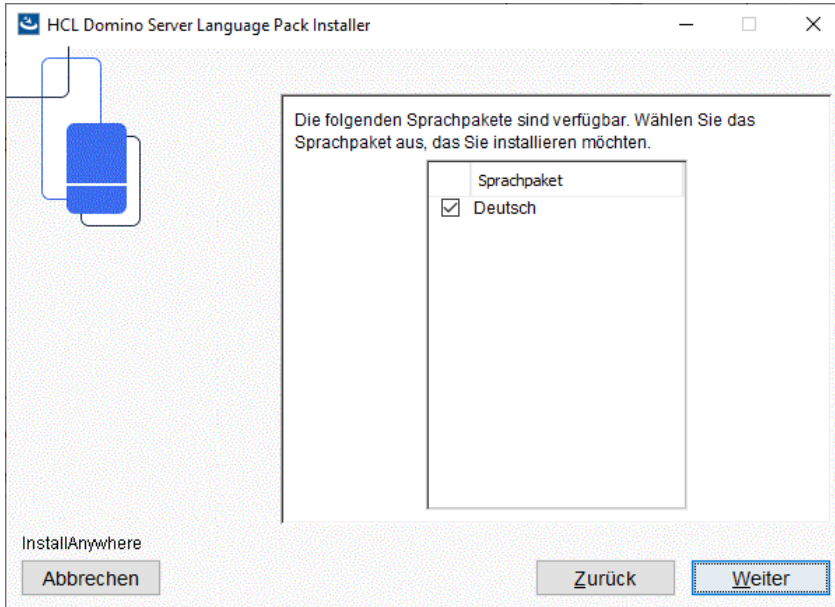 HCL Domino Server Language Pack Installer
Die folgenden Sprachpakete sind verfügbar. Wählen Sie das
Sprachpaket aus, das Sie installieren möchten.
Sprachpaket
Deutsch
InstallAnywhere
Abbrechen
Zurück
Weiter